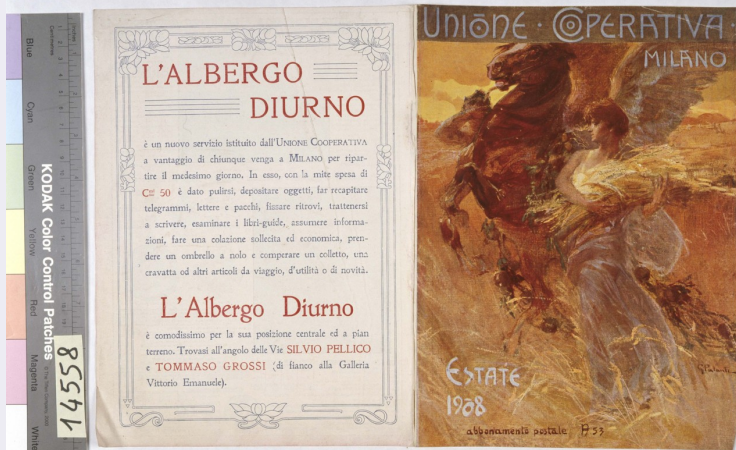 Blue
Cyan
Green
Yellow
Red
Magenta
White
KODAK Color Control Patches
14558
L'ALBERGO
DIURNO
è un nuovo servizio istituito dall'UNIONE COOPERATIVA
a vantaggio di chiunque venga a MILANO per ripar-
tire il medesimo giorno. In esso, con la mite spesa di
Cmi 50 è dato pulirsi, depositare oggetti, far recapitare
telegrammi, lettere e pacchi, fissare ritrovi, trattenersi
a scrivere, esaminare i libri-guide, assumere informa-
zioni, fare una colazione sollecita ed economica, pren-
dere un ombrello a nolo e comperare un colletto, una
cravatta od altri articoli da viaggio, d'utilità o di novità.
L'Albergo Diurno
è comodissimo per la sua posizione centrale ed a pian
terreno. Trovasi all'angolo delle Vie SILVIO PELLICO
e TOMMASO GROSSI (di fianco alla Galleria
Vittorio Emanuele).
UNIONE · COOPERATIVA ·
MILANO
ESTATE
1908
abbonamento postale P 53